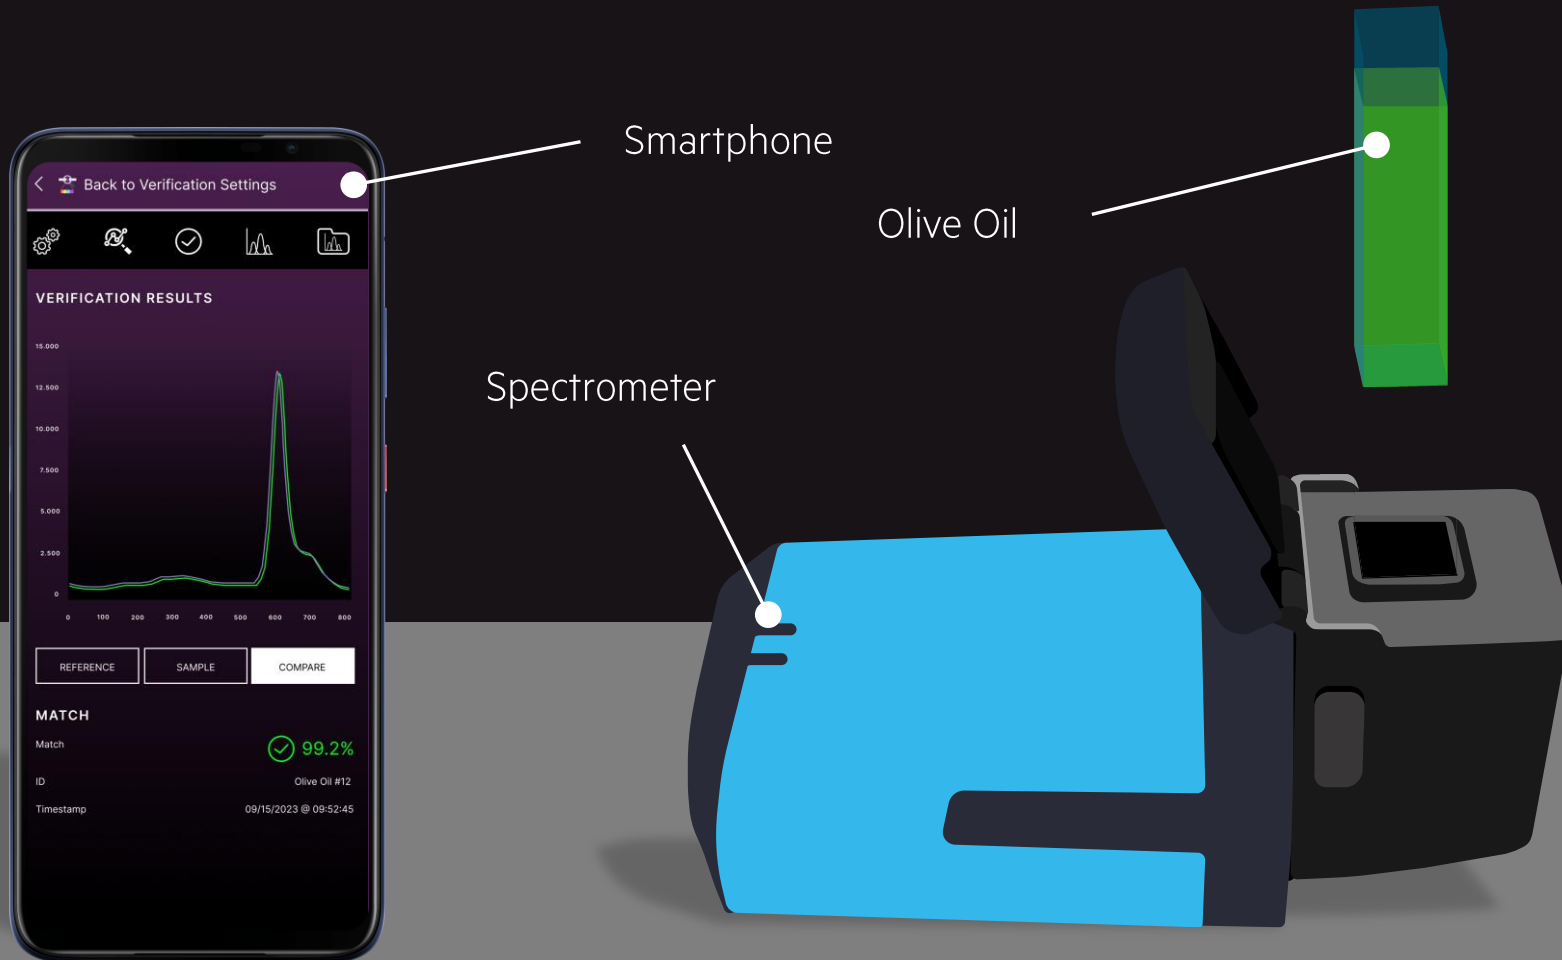 Smartphone
Olive Oil
Spectrometer
Back to Verification Settings
VERIFICATION RESULTS
15.000
12.500
10.000
7.500
5.000
2.500
0
0 100 200 300 400 500 600 700 800
REFERENCE SAMPLE COMPARE
MATCH
Match 99.2%
ID Olive Oil #12
Timestamp 09/15/2023 @ 09:52:45